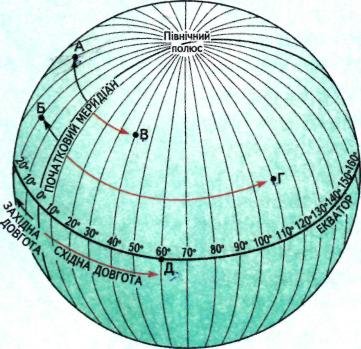 Північний
полюс
А
Б
В
Г
ПОЧАТКОВИЙ МЕРИДІАН
20° 10° 0° 10° 20° 30° 40° 50° 60° 70° 80° 90° 100° 110° 120° 130° 140° 150° 160°
ЕКВАТОР
ЗАХІДНА
ДОВГОТА
СХІДНА ДОВГОТА
Д